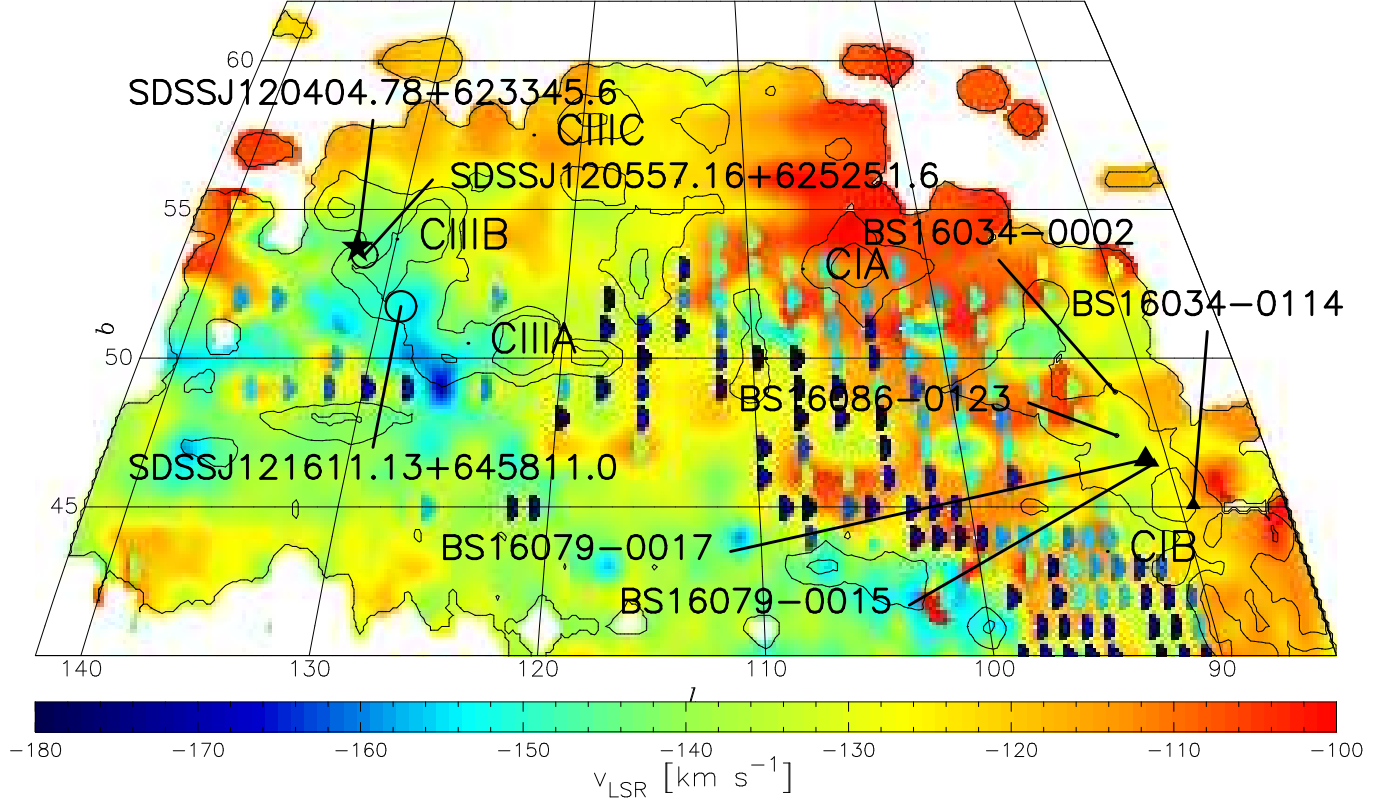 60
SDSSJ120404.78+623345.6
CIIIC
SDSSJ120557.16+625251.6
55
CIIIB
BS16034-0002
CIA
BS16034-0114
b
CIIIA
50
BS16086-0123
SDSSJ121611.13+645811.0
45
BS16079-0017
CIB
BS16079-0015
140 130 120 110 100 90
l
-180 -170 -160 -150 -140 -130 -120 -110 -100
vLSR [km s−1]